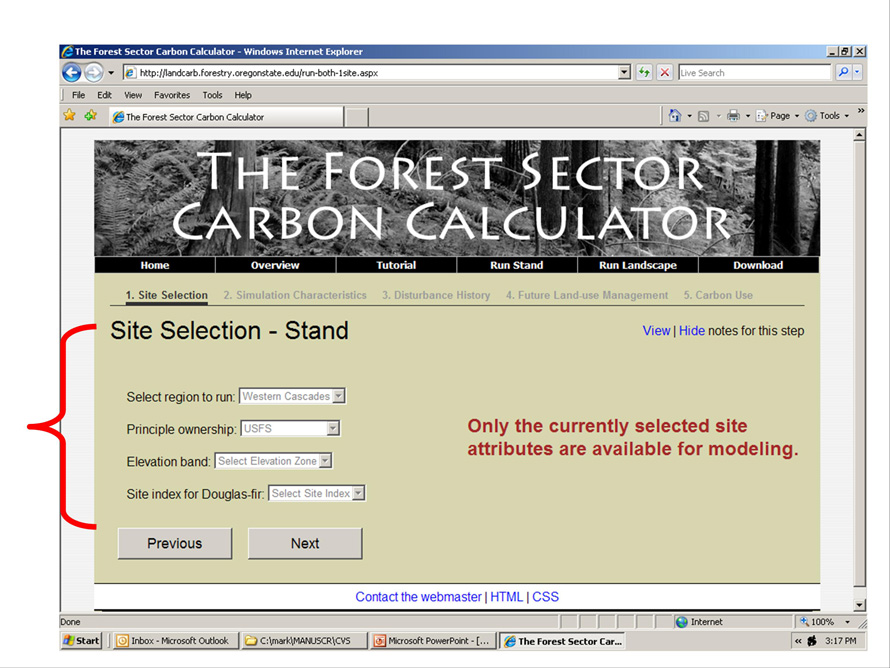 The Forest Sector Carbon Calculator - Windows Internet Explorer
http://landcarb.forestry.oregonstate.edu/run-both-1site.aspx
Live Search
File Edit View Favorites Tools Help
The Forest Sector Carbon Calculator
Page Tools
THE FOREST SECTOR
CARBON CALCULATOR
Home Overview Tutorial Run Stand Run Landscape Download
1. Site Selection 2. Simulation Characteristics 3. Disturbance History 4. Future Land-use Management 5. Carbon Use
Site Selection - Stand
View | Hide notes for this step
Select region to run: Western Cascades
Principle ownership: USFS
Only the currently selected site
attributes are available for modeling.
Elevation band: Select Elevation Zone
Site index for Douglas-fir: Select Site Index
Previous Next
Contact the webmaster | HTML | CSS
Done Internet 100%
Start Inbox - Microsoft Outlook C:\mark\MANUSCR\CVS Microsoft PowerPoint - [... The Forest Sector Car... 3:17 PM